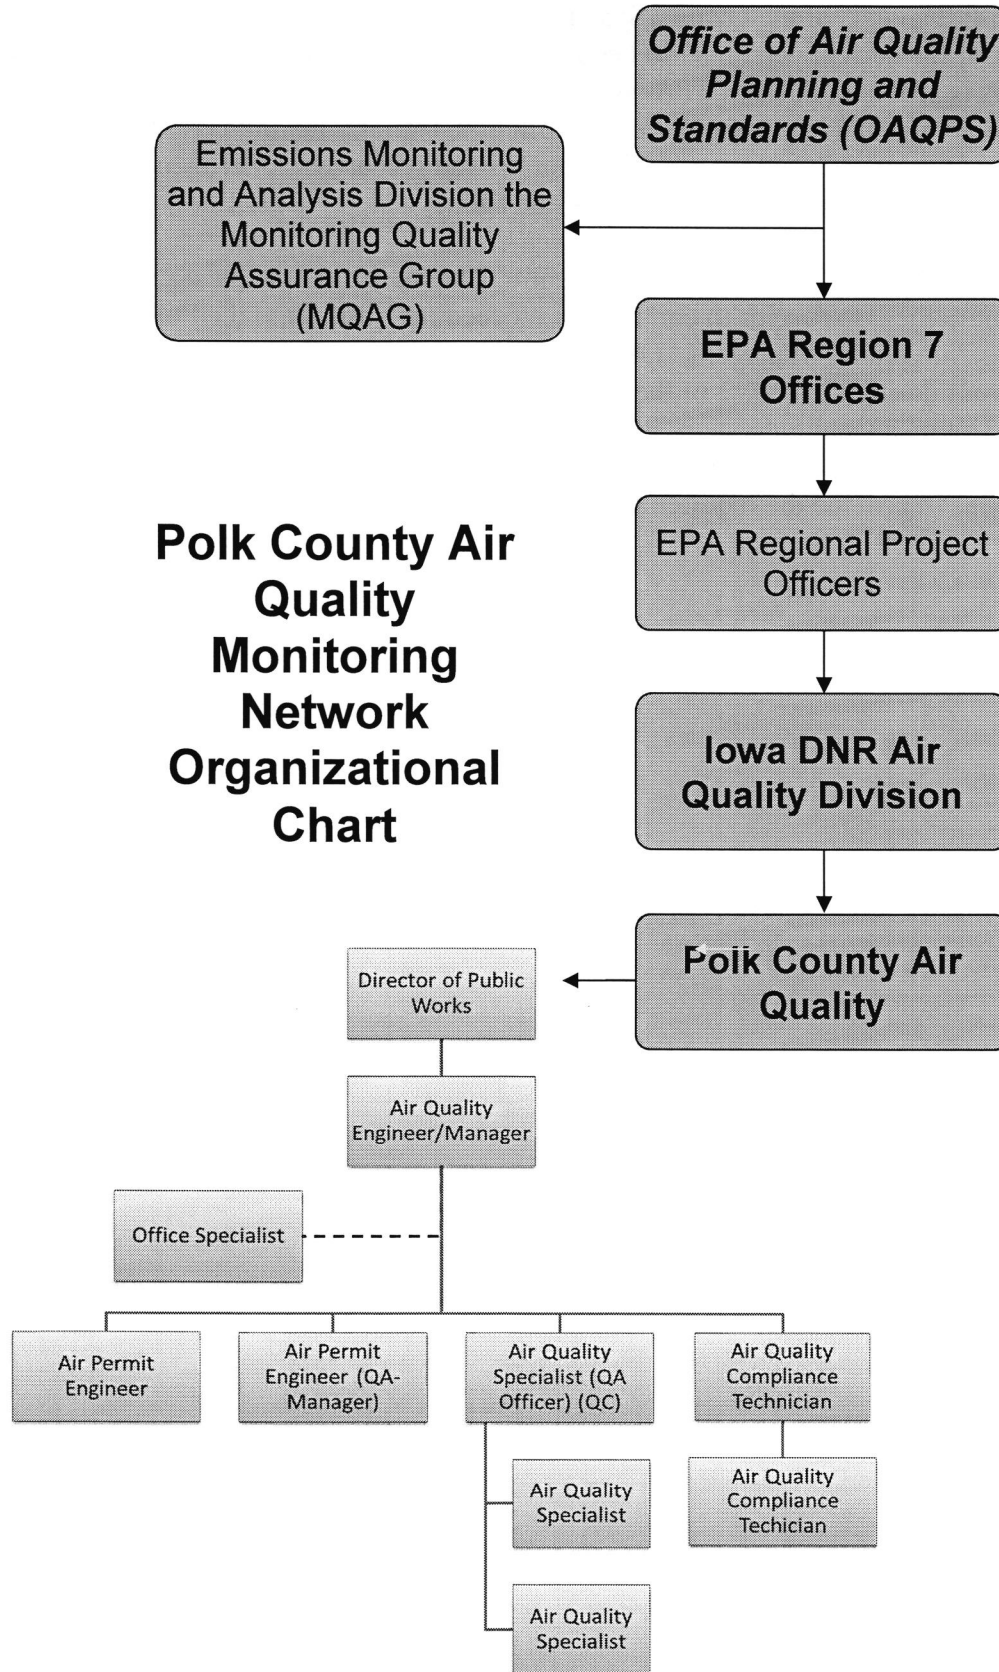 Office of Air Quality
Planning and
Standards (OAQPS)
Emissions Monitoring
and Analysis Division the
Monitoring Quality
Assurance Group
(MQAG)
EPA Region 7
Offices
EPA Regional Project
Officers
Polk County Air
Quality
Monitoring
Network
Organizational
Chart
Iowa DNR Air
Quality Division
Polk County Air
Quality
Director of Public
Works
Air Quality
Engineer/Manager
Office Specialist
Air Permit
Engineer
Air Permit
Engineer (QA-
Manager)
Air Quality
Specialist (QA
Officer) (QC)
Air Quality
Compliance
Technician
Air Quality
Specialist
Air Quality
Compliance
Techician
Air Quality
Specialist